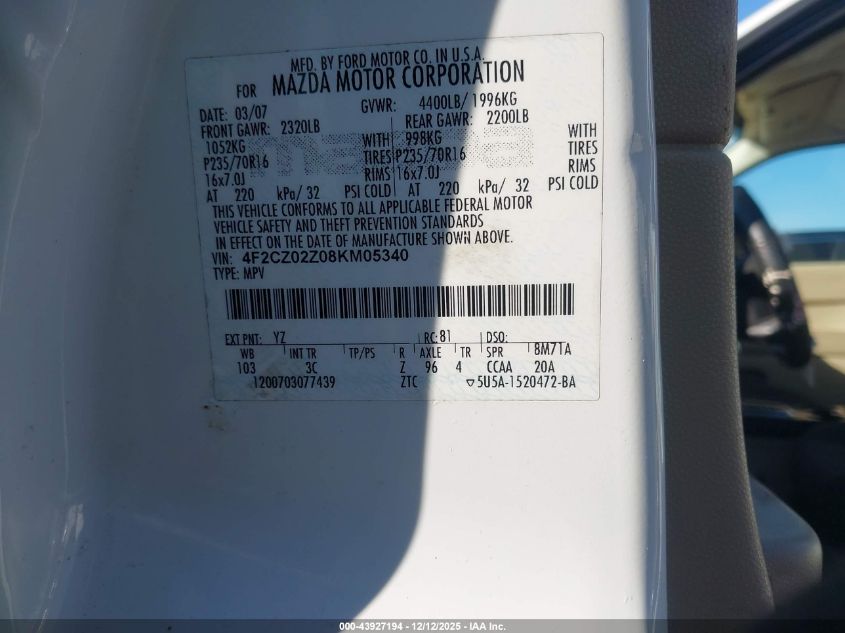 MFD. BY FORD MOTOR CO. IN U.S.A.
FOR MAZDA MOTOR CORPORATION
DATE: 03/07 GVWR: 4400LB/ 1996KG
FRONT GAWR: 2320LB REAR GAWR: 2200LB
1052KG WITH 998KG WITH
P235/70R16 TIRES P235/70R16 TIRES
16x7.0J RIMS 16x7.0J RIMS
AT 220 kPa/ 32 PSI COLD AT 220 kPa/ 32 PSI COLD
THIS VEHICLE CONFORMS TO ALL APPLICABLE FEDERAL MOTOR
VEHICLE SAFETY AND THEFT PREVENTION STANDARDS
IN EFFECT ON THE DATE OF MANUFACTURE SHOWN ABOVE.
VIN: 4F2CZ02Z08KM05340
TYPE: MPV
EXT PNT: YZ RC: 81 DSO:
WB INT TR TP/PS R AXLE TR SPR 8M71A
103 3C Z 96 4 CCAA 20A
1200703077439 ZTC ▽5U5A-1520472-BA
#000 - 43927194 - 12/12/2025 - IAA Inc.